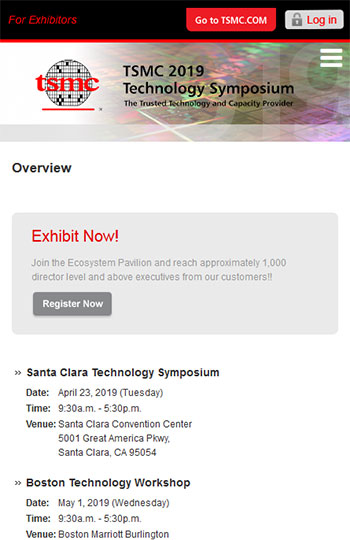 For Exhibitors
Go to TSMC.COM
Log in
tsmc
TSMC 2019
Technology Symposium
The Trusted Technology and Capacity Provider
Overview
Exhibit Now!
Join the Ecosystem Pavilion and reach approximately 1,000
director level and above executives from our customers!!
Register Now
›› Santa Clara Technology Symposium
Date: April 23, 2019 (Tuesday)
Time: 9:30a.m. - 5:30p.m.
Venue: Santa Clara Convention Center
5001 Great America Pkwy,
Santa Clara, CA 95054
›› Boston Technology Workshop
Date: May 1, 2019 (Wednesday)
Time: 9:30a.m. - 5:30p.m.
Venue: Boston Marriott Burlington